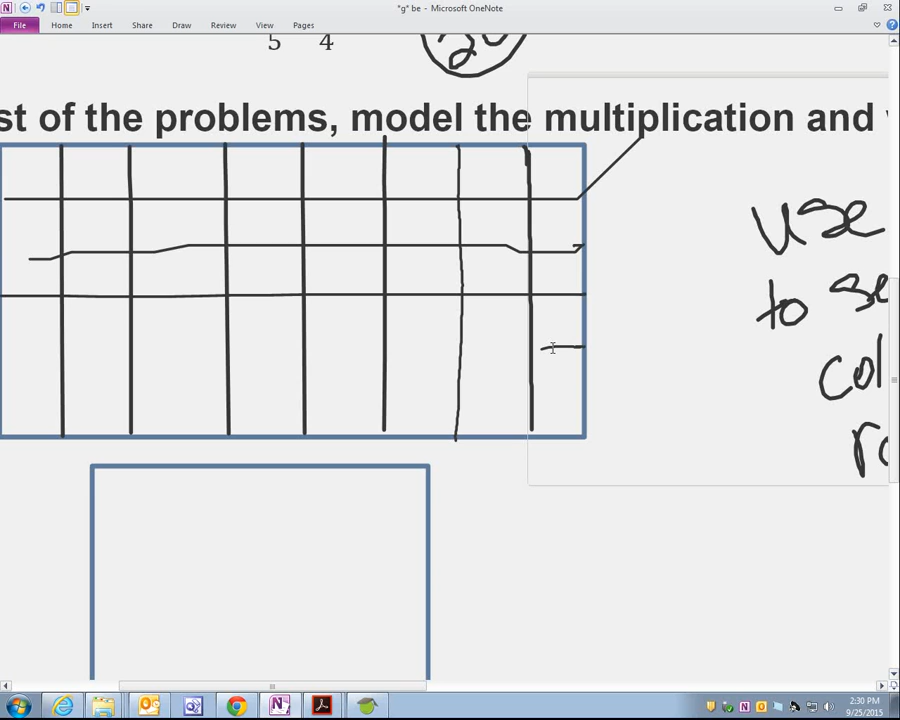 *g* be - Microsoft OneNote
File Home Insert Share Draw Review View Pages
5 4
st of the problems, model the multiplication and
use
to se
col
2:30 PM
9/25/2015